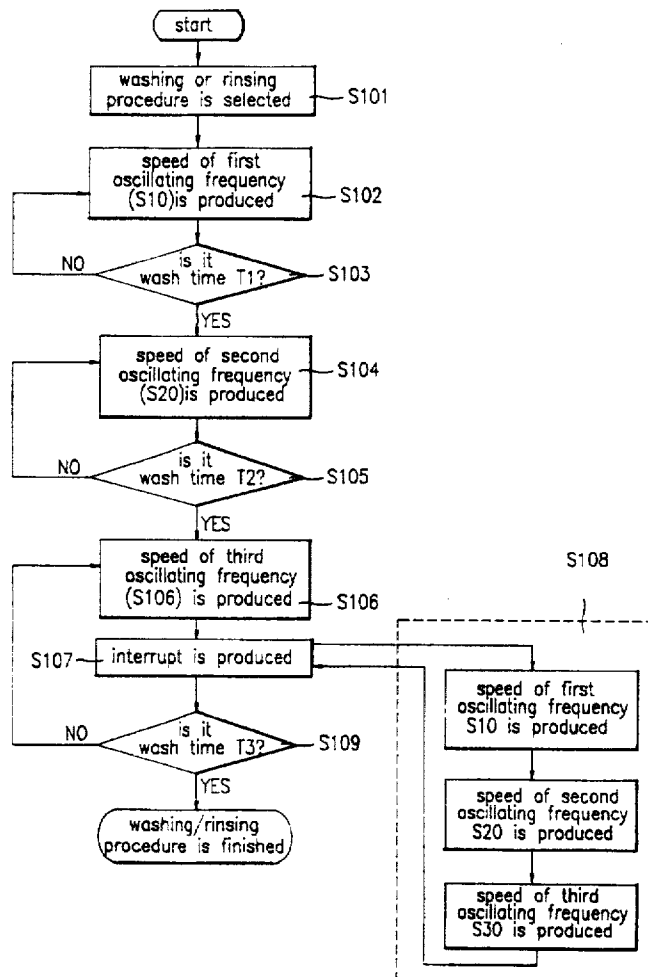 start
washing or rinsing
procedure is selected
S101
speed of first
oscillating frequency
(S10)is produced
S102
is it
wash time T1?
S103
NO
YES
speed of second
oscillating frequency
(S20)is produced
S104
is it
wash time T2?
S105
NO
YES
speed of third
oscillating frequency
(S106) is produced
S106
S107
interrupt is produced
is it
wash time T3?
S109
NO
YES
washing/rinsing
procedure is finished
S108
speed of first
oscillating frequency
S10 is produced
speed of second
oscillating frequency
S20 is produced
speed of third
oscillating frequency
S30 is produced